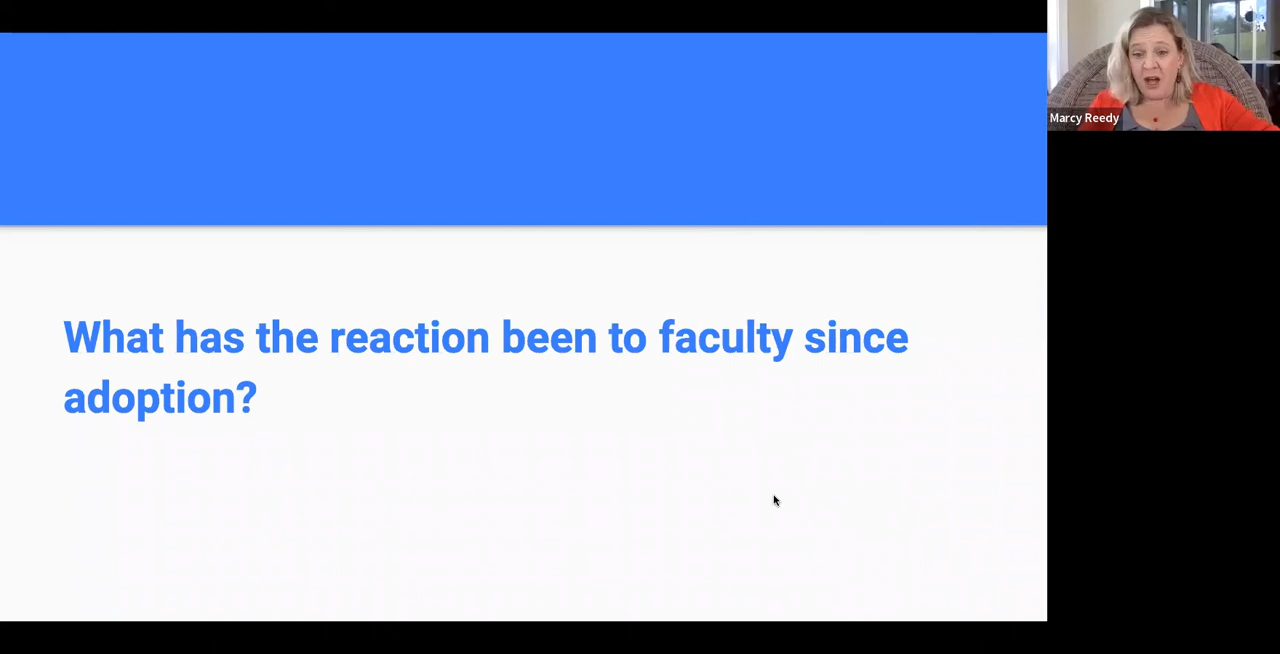 What has the reaction been to faculty since
adoption?
Marcy Reedy